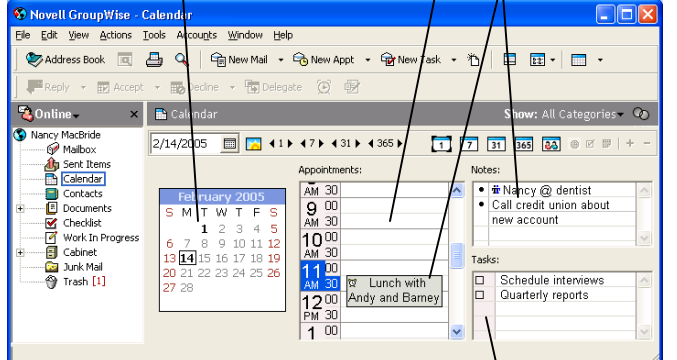 Novell GroupWise - Calendar
File Edit View Actions Tools Accounts Window Help
Address Book New Mail New Appt New Task
Reply Accept Decline Delegate
Online Calendar Show: All Categories
Nancy MacBride
Mailbox
Sent Items
Calendar
Contacts
Documents
Checklist
Work In Progress
Cabinet
Junk Mail
Trash [1]
2/14/2005 1 7 31 365 1 7 31 365
February 2005
S M T W T F S
1 2 3 4 5
6 7 8 9 10 11 12
13 14 15 16 17 18 19
20 21 22 23 24 25 26
27 28
Appointments:
AM 30
9 00
AM 30
10 00
AM 30
11 00
AM 30
12 00
PM 30
1 00
Lunch with
Andy and Barney
Notes:
Nancy @ dentist
Call credit union about
new account
Tasks:
Schedule interviews
Quarterly reports